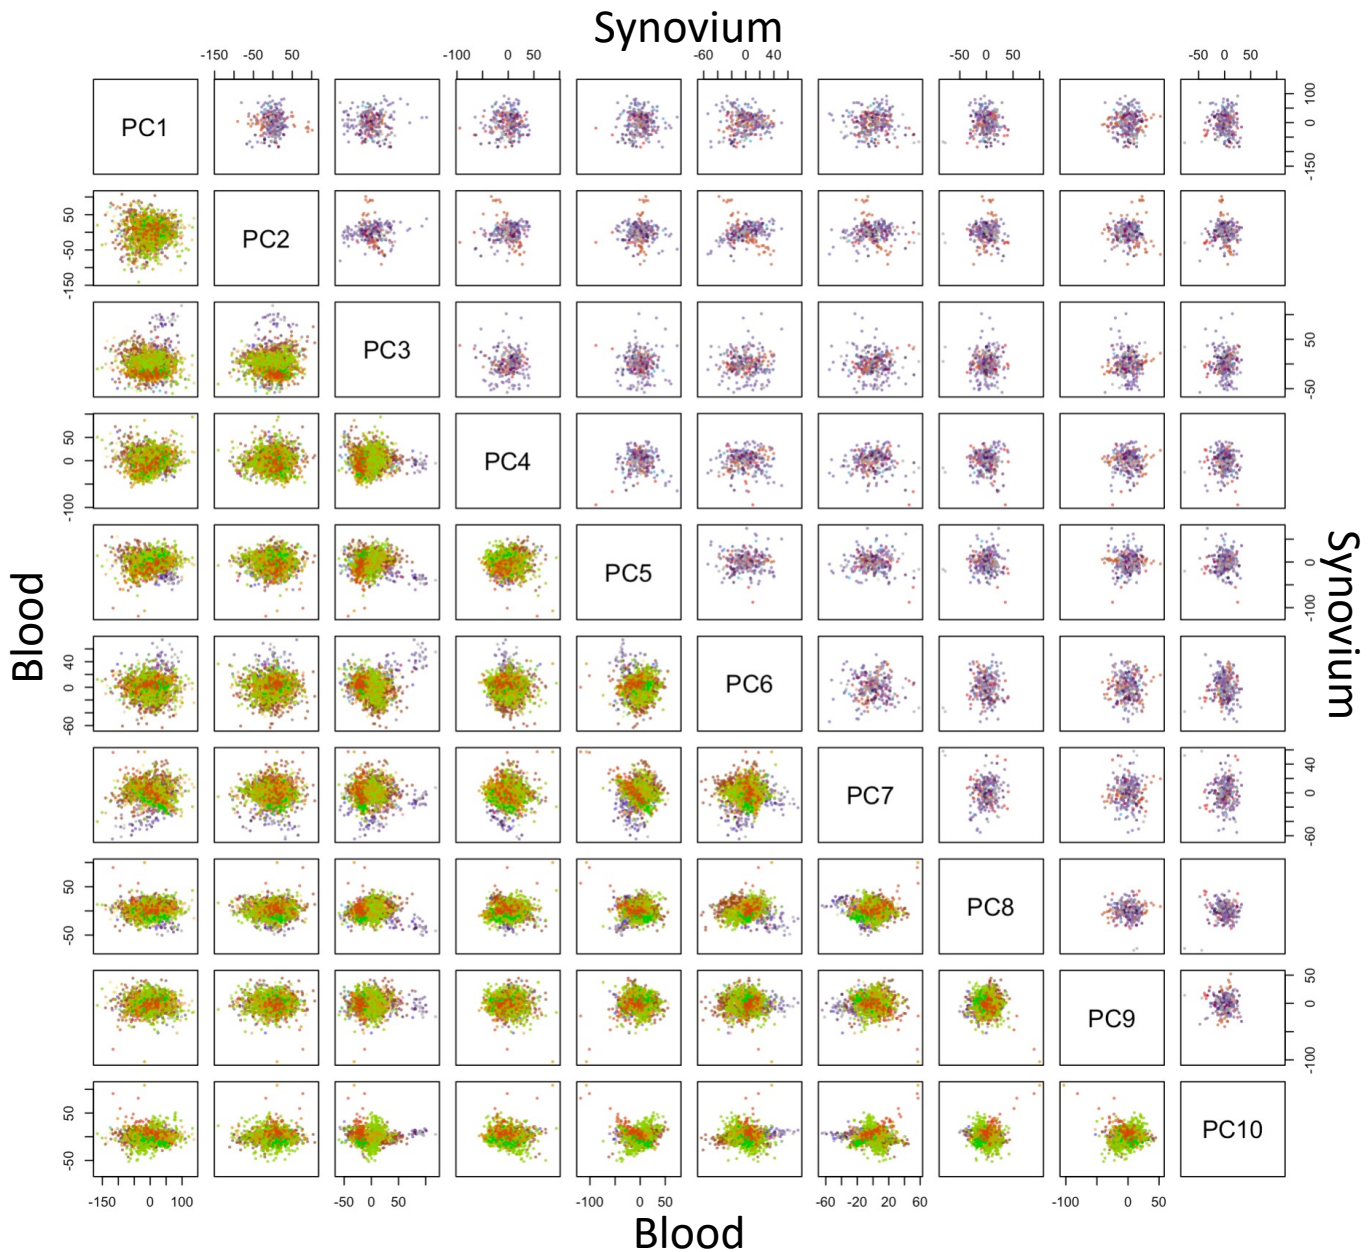 Synovium
-150 -50 50 -100 0 50 -60 0 40 -50 0 50 -50 0 50
PC1
-150 0 100
50 -50 -150
PC2
PC3
-50 50
50 0 -100
PC4
PC5
-100 0
Blood
Synovium
40 0 -60
PC6
PC7
-60 0 40
50 -50
PC8
PC9
-100 0 50
50 -50
PC10
-150 0 100 -50 0 50 -100 0 50 -60 -20 20 60 -100 0 50
Blood